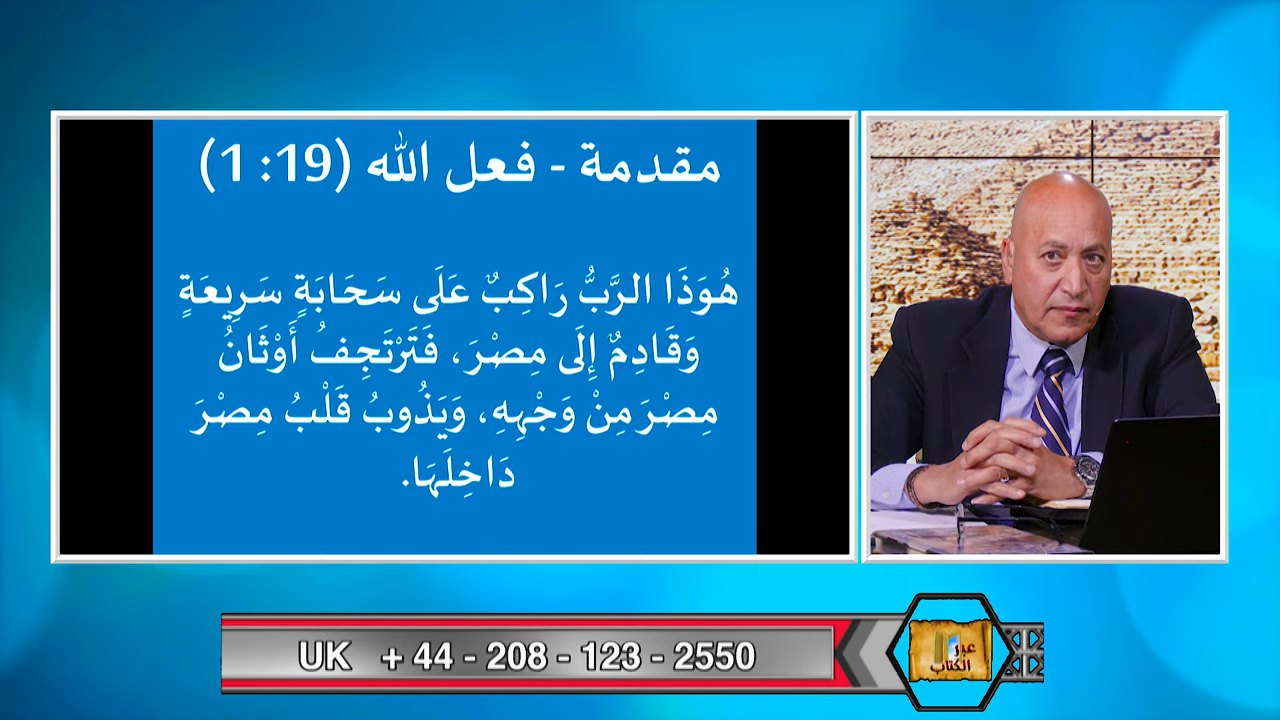 مقدمة - فعل الله (19: 1)
هُوَذَا الرَّبُّ رَاكِبٌ عَلَى سَحَابَةٍ سَرِيعَةٍ
وَقَادِمٌ إِلَى مِصْرَ، فَتَرْتَجِفُ أَوْثَانُ
مِصْرَ مِنْ وَجْهِهِ، وَيَذُوبُ قَلْبُ مِصْرَ
دَاخِلَهَا.
UK + 44 - 208 - 123 - 2550
عبر
الكتاب